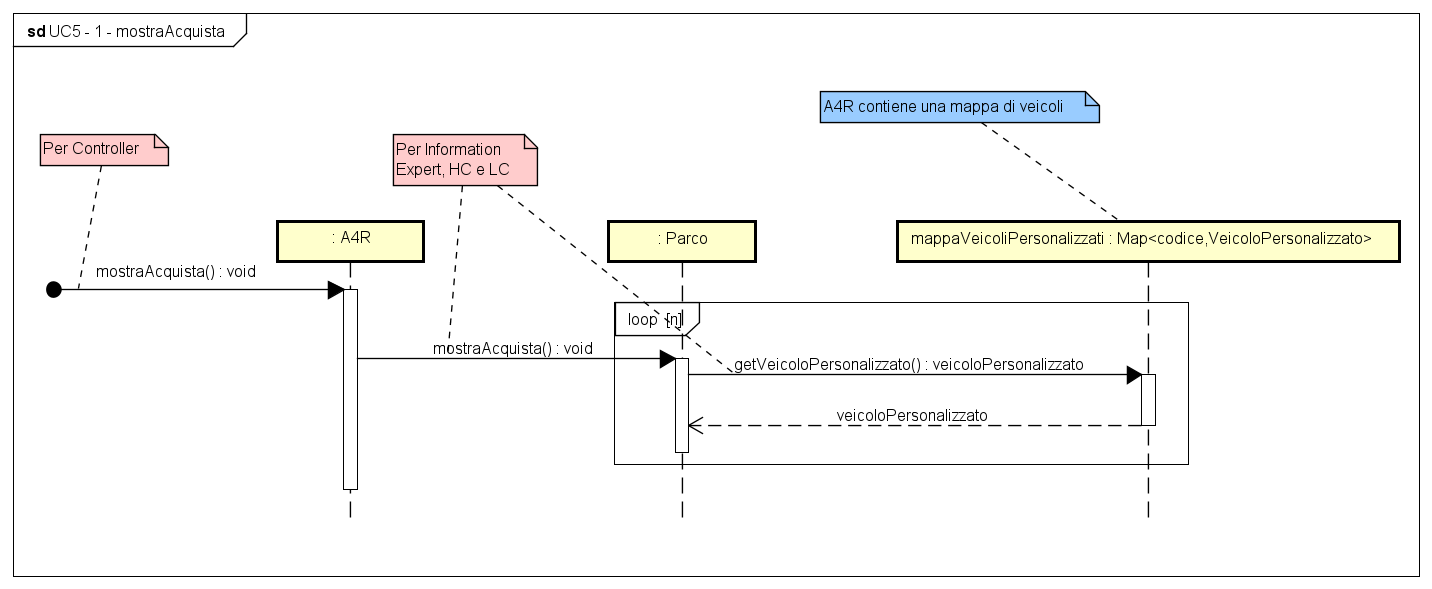 sd UC5 - 1 - mostraAcquista
A4R contiene una mappa di veicoli
Per Controller
Per Information
Expert, HC e LC
: A4R
: Parco
mappaVeicoliPersonalizzati : Map<codice,VeicoloPersonalizzato>
mostraAcquista() : void
loop [n]
mostraAcquista() : void
getVeicoloPersonalizzato() : veicoloPersonalizzato
veicoloPersonalizzato